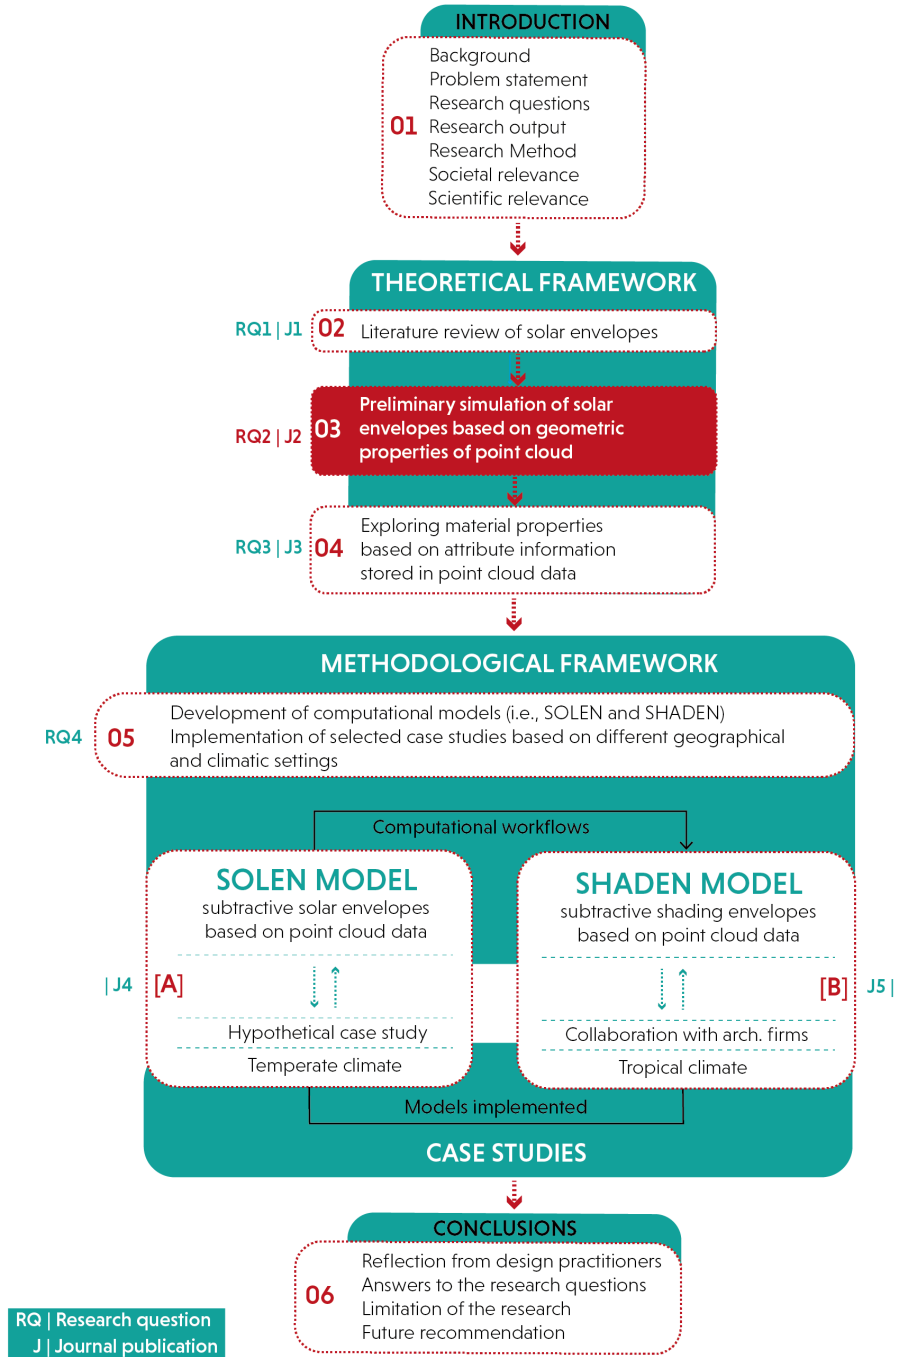 INTRODUCTION
Background
Problem statement
Research questions
01
Research output
Research Method
Societal relevance
Scientific relevance
THEORETICAL FRAMEWORK
RQ1 | J1
02
Literature review of solar envelopes
RQ2 | J2
03
Preliminary simulation of solar
envelopes based on geometric
properties of point cloud
RQ3 | J3
04
Exploring material properties
based on attribute information
stored in point cloud data
METHODOLOGICAL FRAMEWORK
RQ4
05
Development of computational models (i.e., SOLEN and SHADEN)
Implementation of selected case studies based on different geographical
and climatic settings
Computational workflows
SOLEN MODEL
subtractive solar envelopes
based on point cloud data
| J4
[A]
Hypothetical case study
Temperate climate
SHADEN MODEL
subtractive shading envelopes
based on point cloud data
[B]
J5 |
Collaboration with arch. firms
Tropical climate
Models implemented
CASE STUDIES
CONCLUSIONS
06
Reflection from design practitioners
Answers to the research questions
Limitation of the research
Future recommendation
RQ | Research question
J | Journal publication